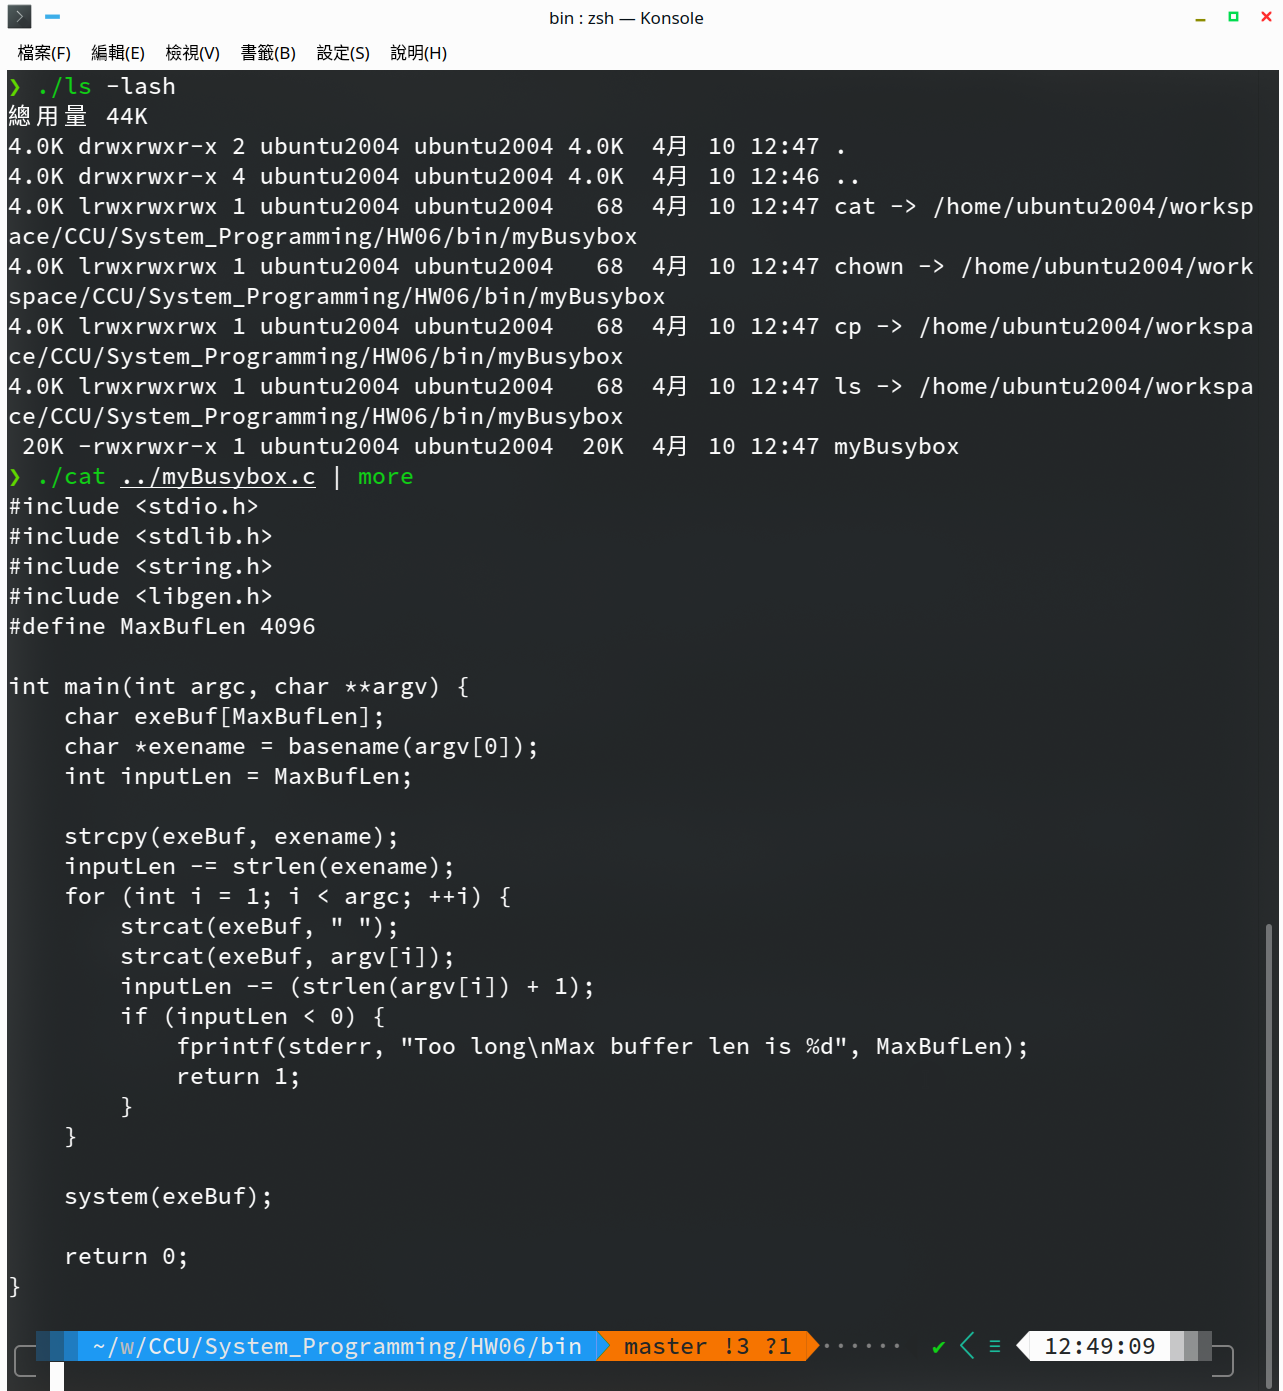 bin : zsh — Konsole
檔案(F) 編輯(E) 檢視(V) 書籤(B) 設定(S) 說明(H)
❯ ./ls -lash
總用量 44K
4.0K drwxrwxr-x 2 ubuntu2004 ubuntu2004 4.0K  4月 10 12:47 .
4.0K drwxrwxr-x 4 ubuntu2004 ubuntu2004 4.0K  4月 10 12:46 ..
4.0K lrwxrwxrwx 1 ubuntu2004 ubuntu2004   68  4月 10 12:47 cat -> /home/ubuntu2004/worksp
ace/CCU/System_Programming/HW06/bin/myBusybox
4.0K lrwxrwxrwx 1 ubuntu2004 ubuntu2004   68  4月 10 12:47 chown -> /home/ubuntu2004/work
space/CCU/System_Programming/HW06/bin/myBusybox
4.0K lrwxrwxrwx 1 ubuntu2004 ubuntu2004   68  4月 10 12:47 cp -> /home/ubuntu2004/workspa
ce/CCU/System_Programming/HW06/bin/myBusybox
4.0K lrwxrwxrwx 1 ubuntu2004 ubuntu2004   68  4月 10 12:47 ls -> /home/ubuntu2004/workspa
ce/CCU/System_Programming/HW06/bin/myBusybox
 20K -rwxrwxr-x 1 ubuntu2004 ubuntu2004  20K  4月 10 12:47 myBusybox
❯ ./cat ../myBusybox.c | more
#include <stdio.h>
#include <stdlib.h>
#include <string.h>
#include <libgen.h>
#define MaxBufLen 4096

int main(int argc, char **argv) {
    char exeBuf[MaxBufLen];
    char *exename = basename(argv[0]);
    int inputLen = MaxBufLen;

    strcpy(exeBuf, exename);
    inputLen -= strlen(exename);
    for (int i = 1; i < argc; ++i) {
        strcat(exeBuf, " ");
        strcat(exeBuf, argv[i]);
        inputLen -= (strlen(argv[i]) + 1);
        if (inputLen < 0) {
            fprintf(stderr, "Too long\nMax buffer len is %d", MaxBufLen);
            return 1;
        }
    }

    system(exeBuf);

    return 0;
}
~/w/CCU/System_Programming/HW06/bin master !3 ?1 ······ ✔ ≡ 12:49:09